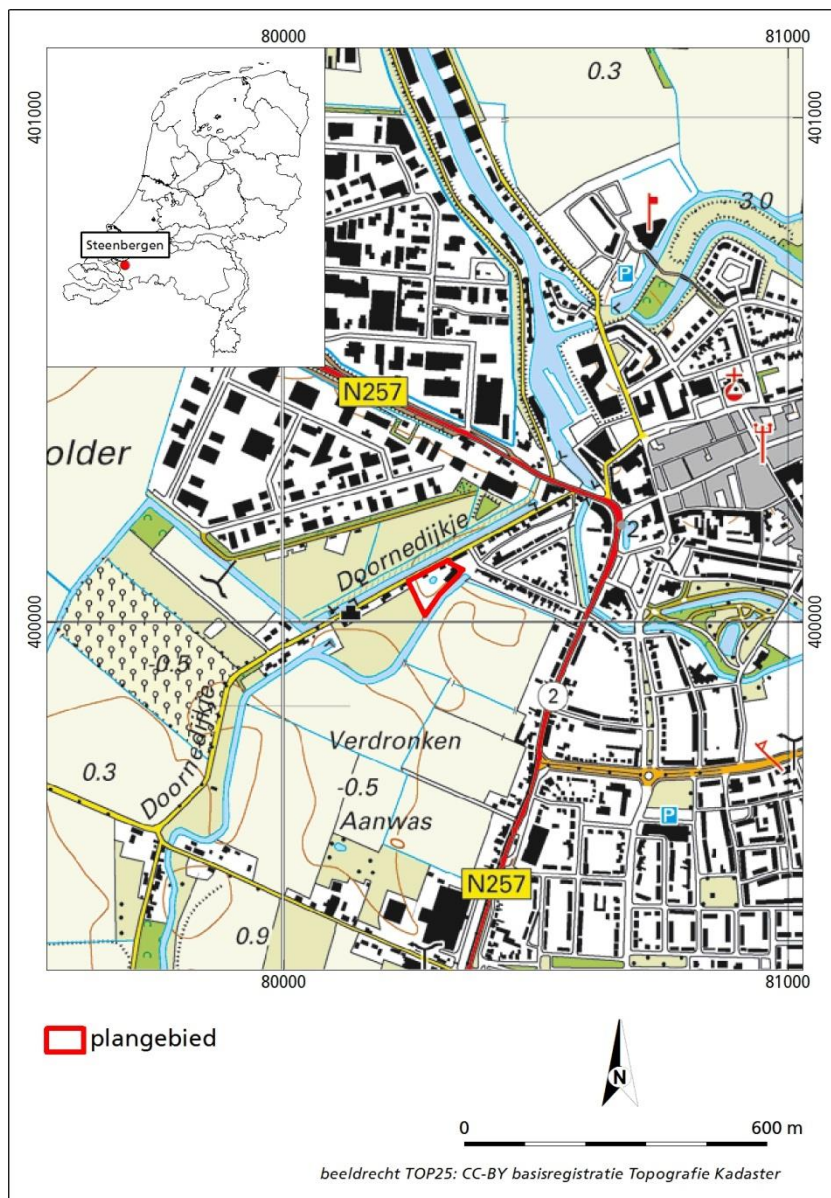 80000
81000
401000
401000
0.3
3.0
Steenbergen
P
N257
older
2
Doornedijkje
400000
400000
-0.5
2
Doornedijkje
Verdronken
0.3
-0.5
Aanwas
P
N257
0.9
80000
81000
plangebied
N
0
600 m
beeldrecht TOP25: CC-BY basisregistratie Topografie Kadaster